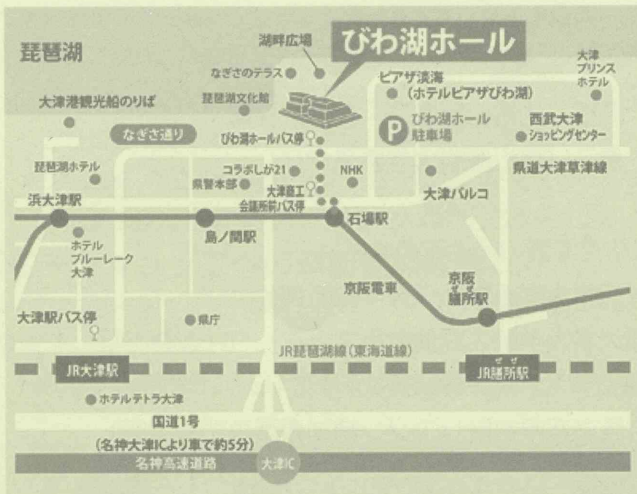 琵琶湖
湖畔広場
びわ湖ホール
なぎさのテラス
ピアザ淡海
(ホテルピアザびわ湖)
大津
プリンス
ホテル
琵琶湖文化館
大津港観光船のりば
なぎさ通り
びわ湖ホールバス停
P
びわ湖ホール
駐車場
西武大津
ショッピングセンター
琵琶湖ホテル
コラボしが21
県警本部
大津商工
会議所前バス停
NHK
大津パルコ
県道大津草津線
浜大津駅
島ノ関駅
石場駅
ホテル
ブルーレーク
大津
京阪電車
京阪
膳所駅
ぜぜ
大津駅バス停
県庁
JR琵琶湖線(東海道線)
JR大津駅
JR膳所駅
ぜぜ
ホテルテトラ大津
国道1号
(名神大津ICより車で約5分)
名神高速道路
大津IC